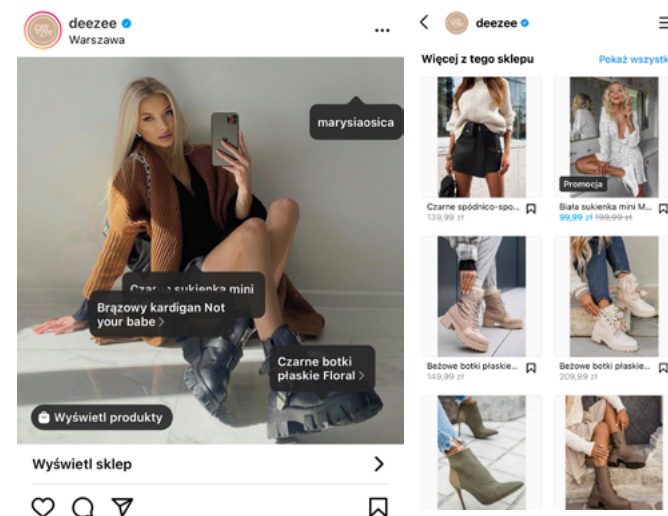 deezee
Warszawa
marysiaosica
Czarna sukienka mini
Brązowy kardigan Not
your babe >
Czarne botki
płaskie Floral >
Wyświetl produkty
Wyświetl sklep
deezee
Więcej z tego sklepu
Pokaż wszystk
Promocja
Czarne spódnico-spo...
139,99 zł
Biała sukienka mini M...
99,99 zł 199,99 zł
Beżowe botki płaskie...
149,99 zł
Beżowe botki płaskie...
209,99 zł